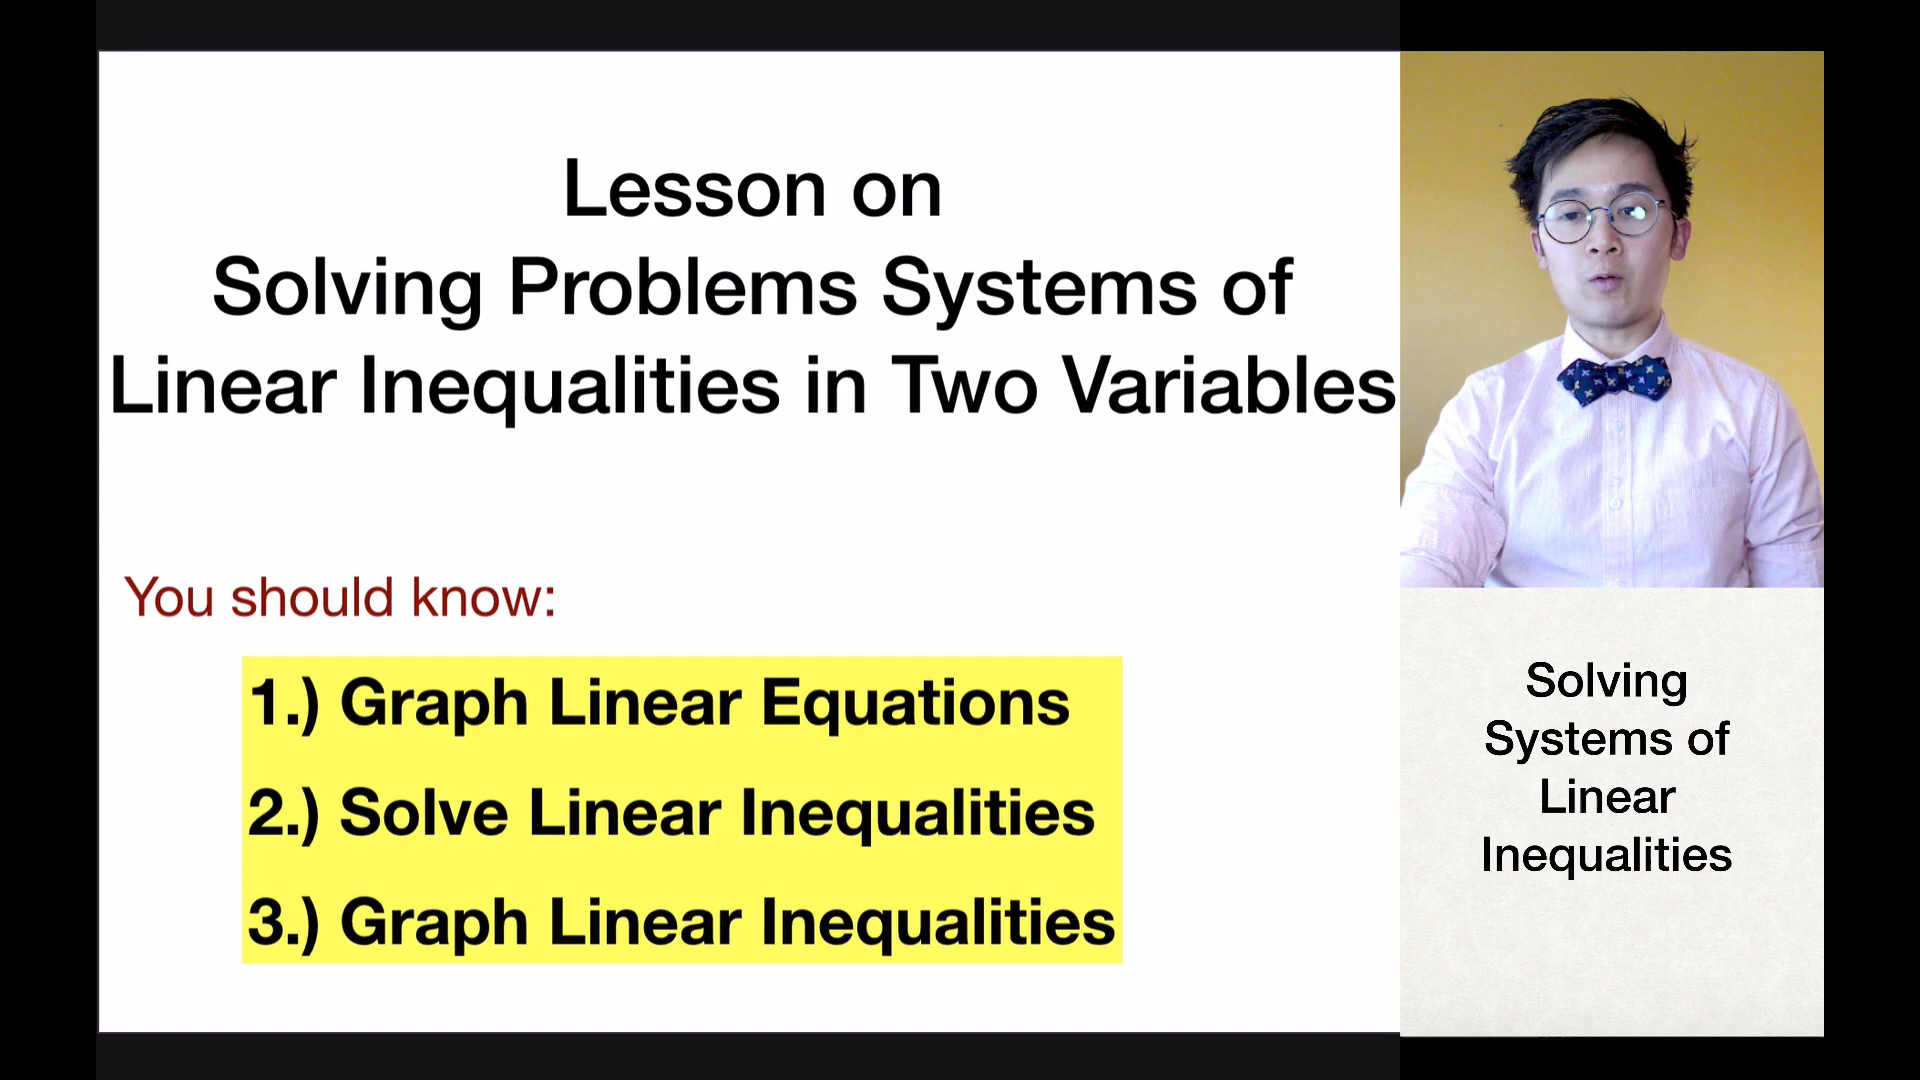 Lesson on
Solving Problems Systems of
Linear Inequalities in Two Variables
You should know:
1.) Graph Linear Equations
2.) Solve Linear Inequalities
3.) Graph Linear Inequalities
Solving
Systems of
Linear
Inequalities